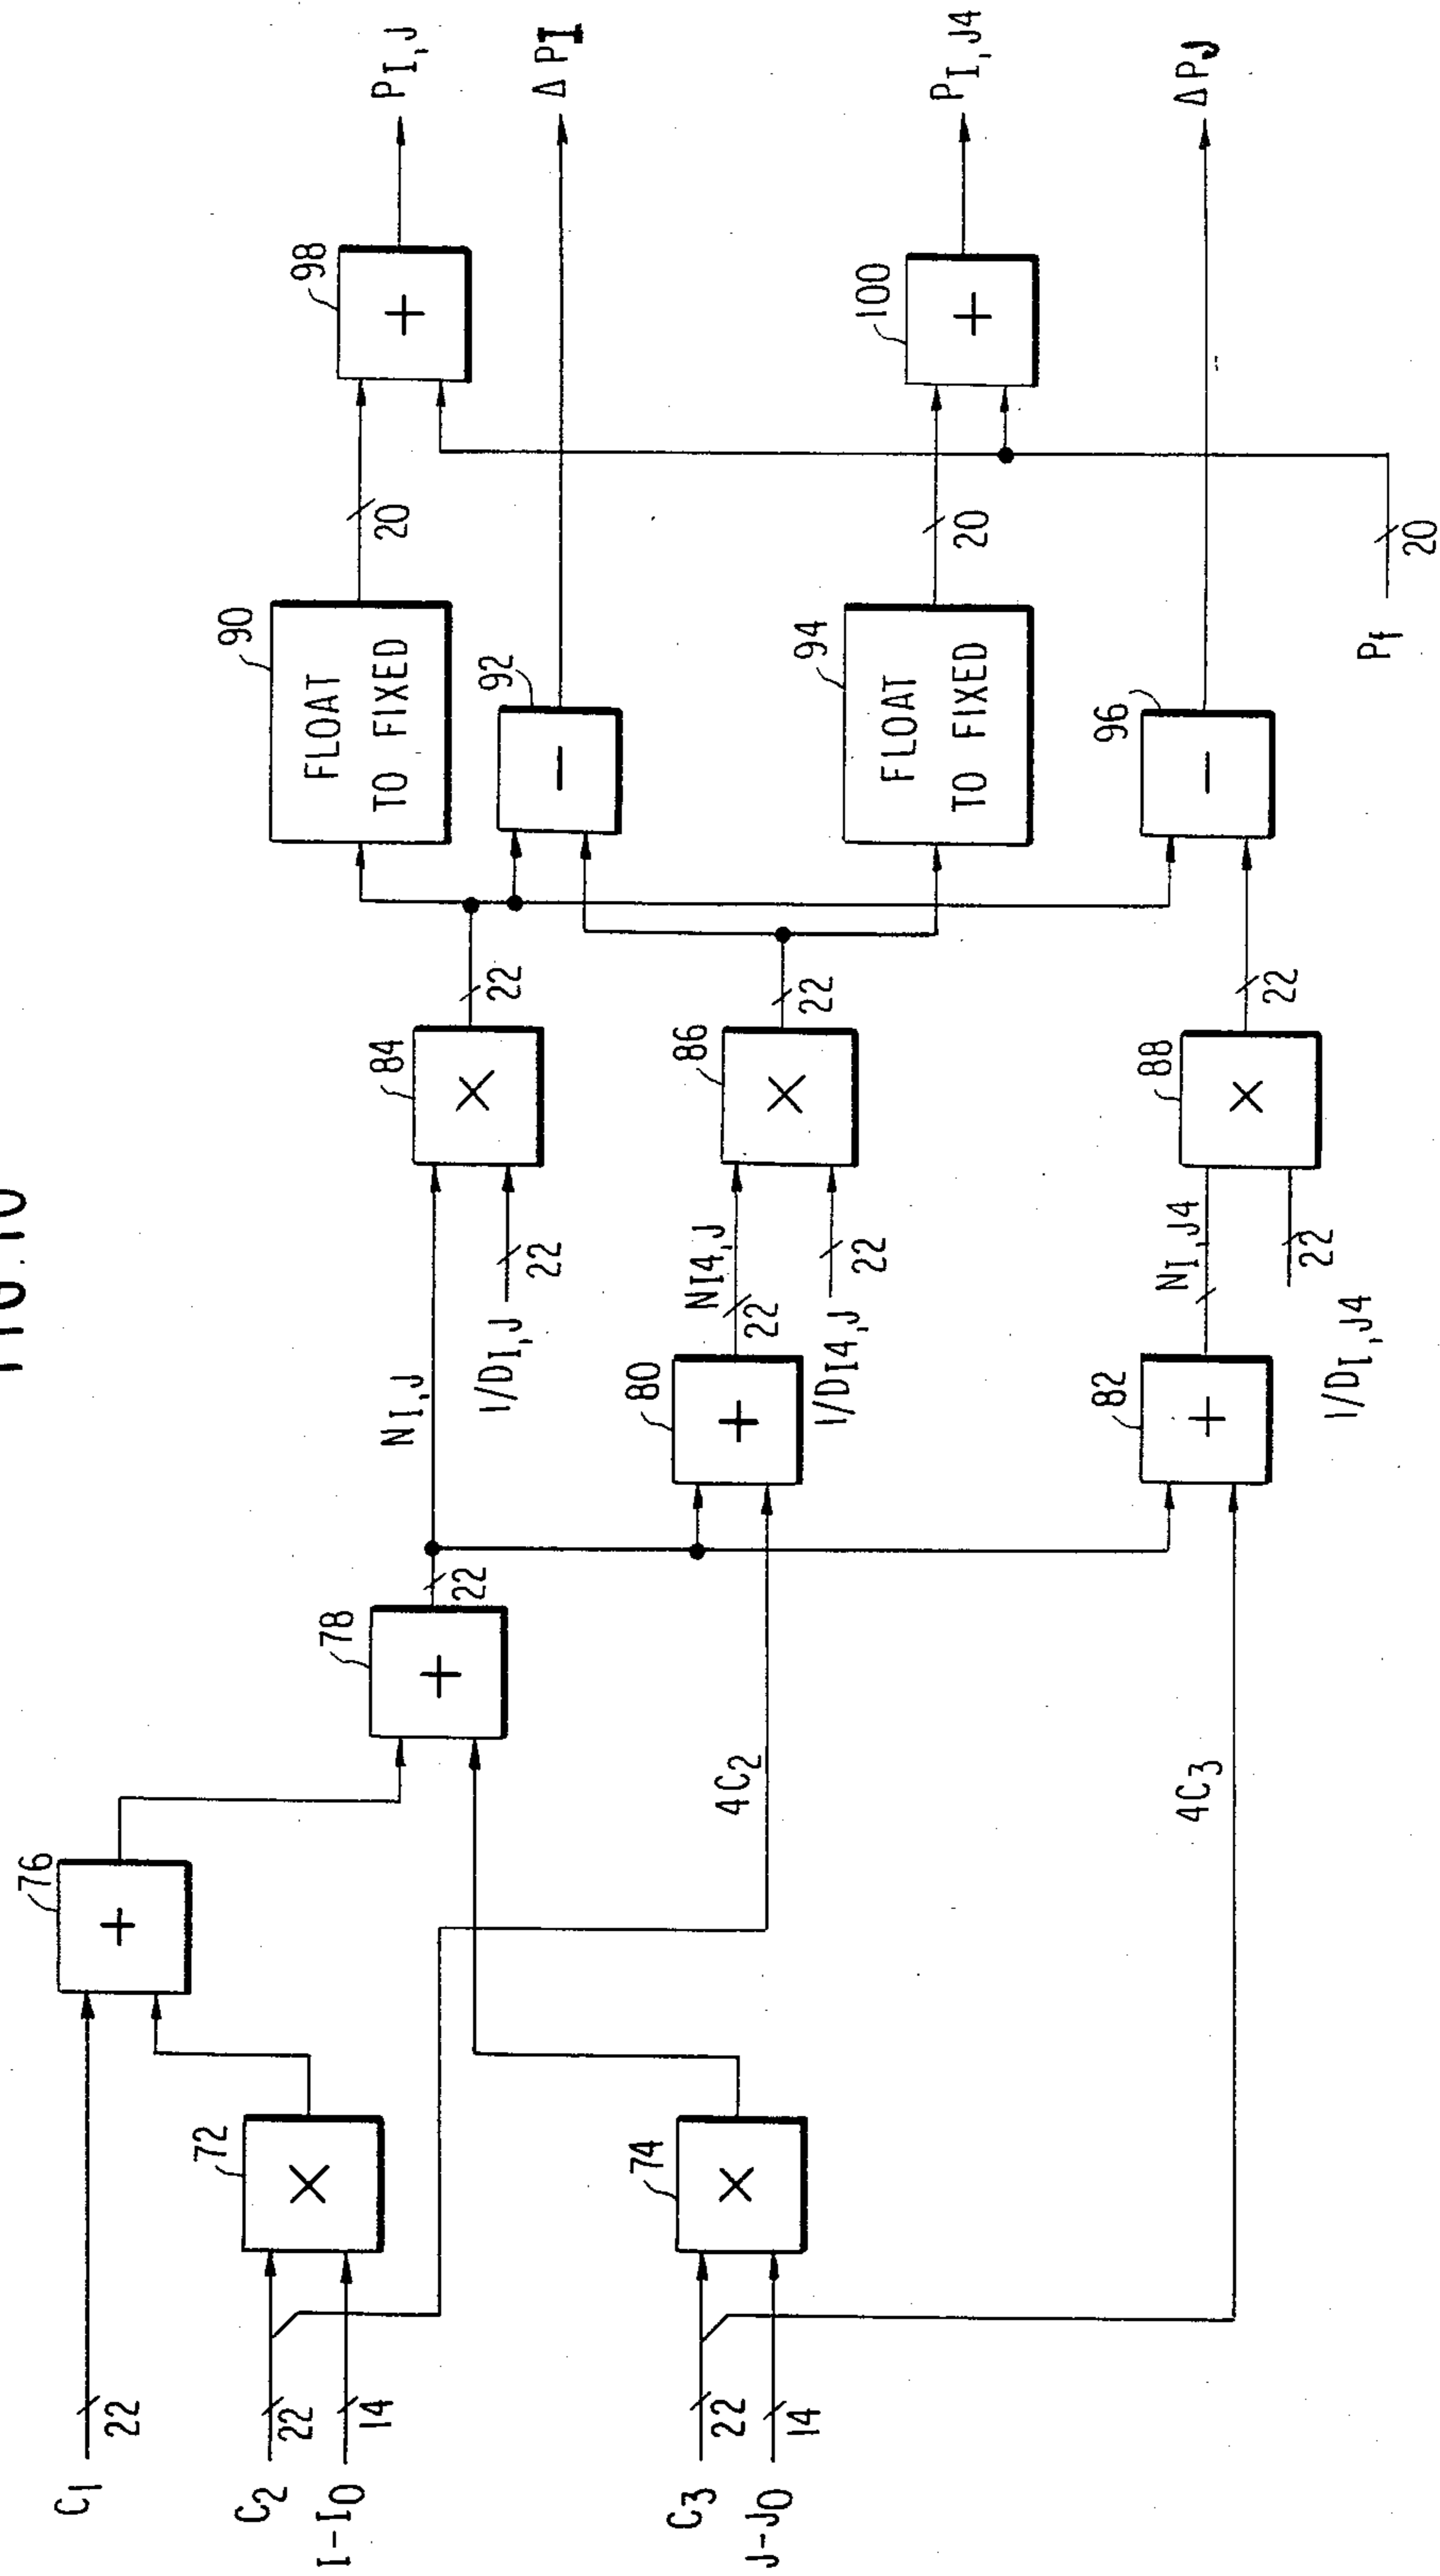 FIG.10
C1
22
C2
22
I-I0
14
C3
22
J-J0
14
72
×
74
×
76
+
78
+
22
4C2
4C3
NI,J
80
+
82
+
NI4,J
22
NI,J4
1/DI,J
22
1/DI4,J
22
1/DI,J4
22
84
×
22
86
×
22
88
×
22
90
FLOAT
TO FIXED
20
92
−
94
FLOAT
TO FIXED
20
96
−
Pf
20
98
+
100
+
PI,J
ΔPI
PI,J4
ΔPJ